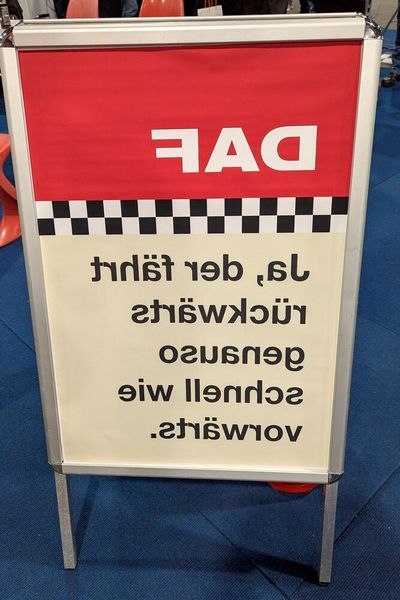 DAF
Ja, der fährt
rückwärts
genauso
schnell wie
vorwärts.